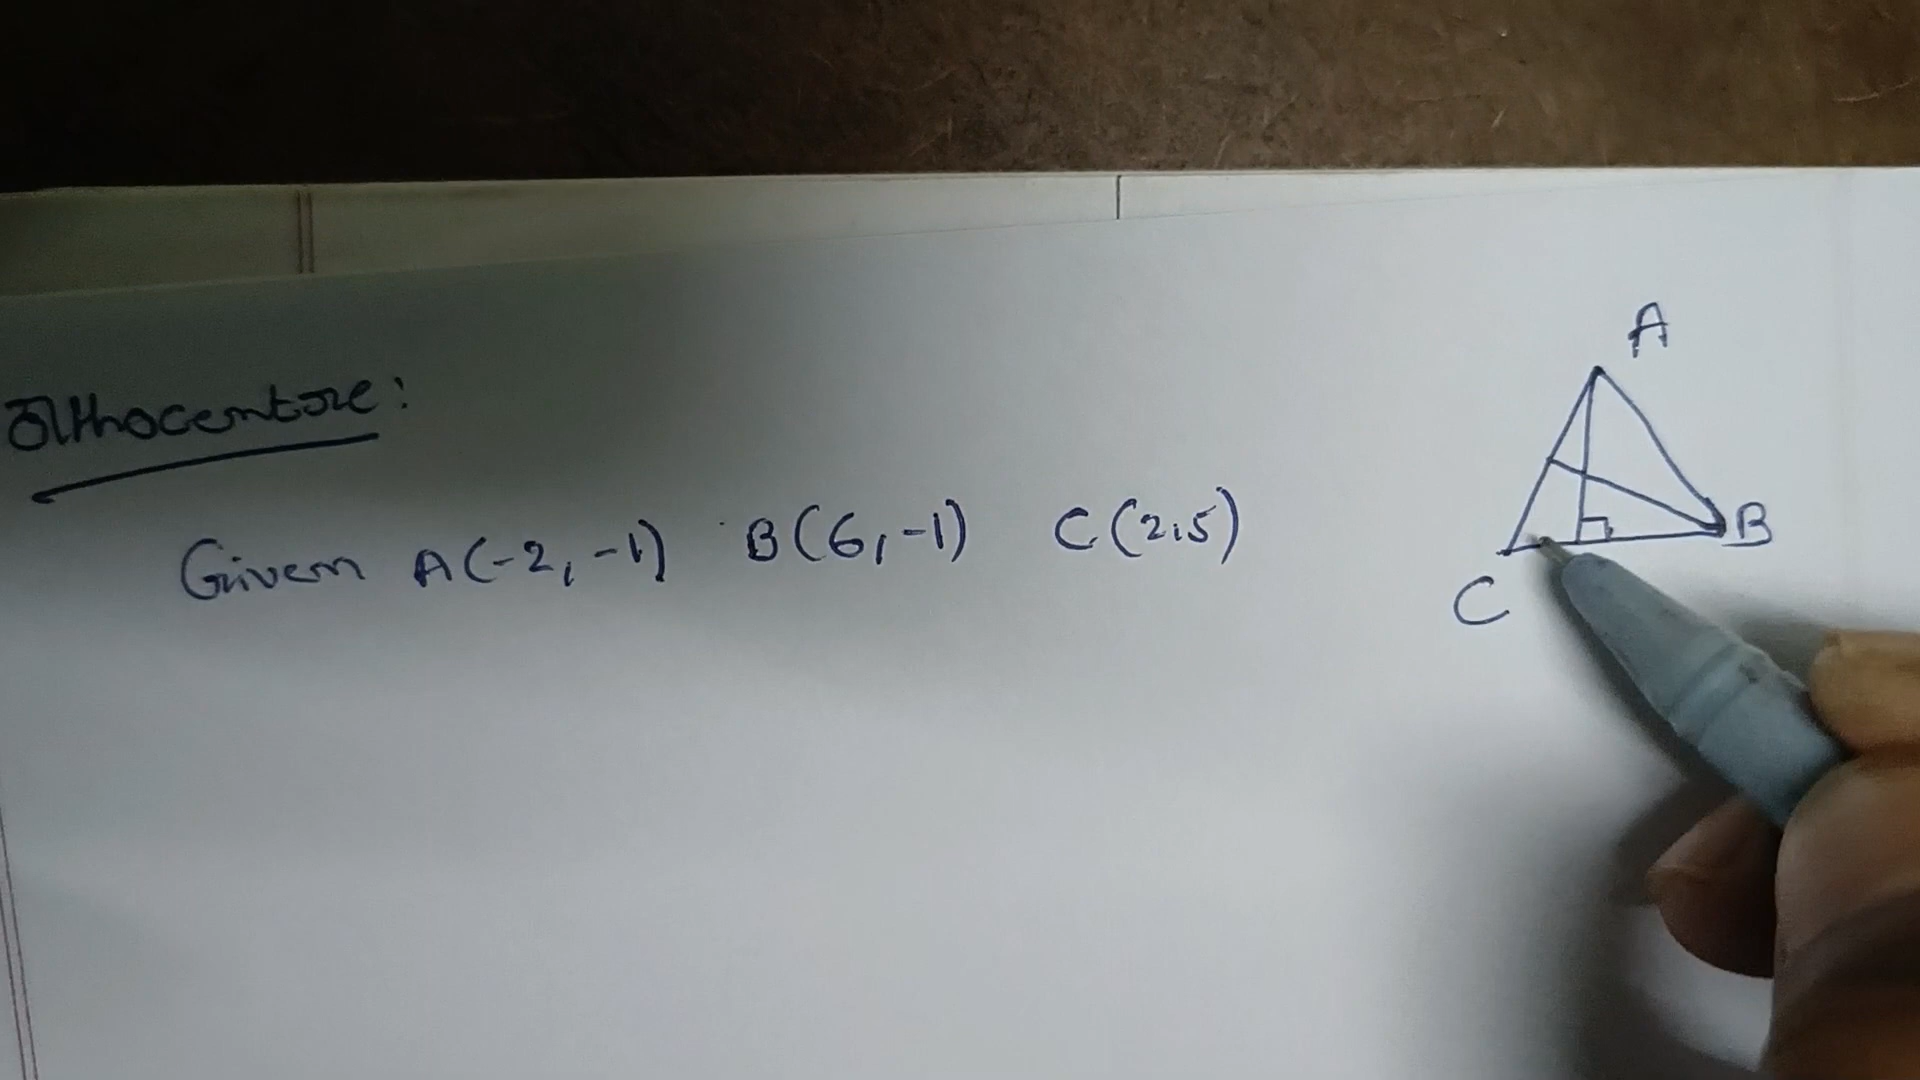 Orthocentre:
Given A(-2, -1) B(6, -1) C(2,5)
A
B
C